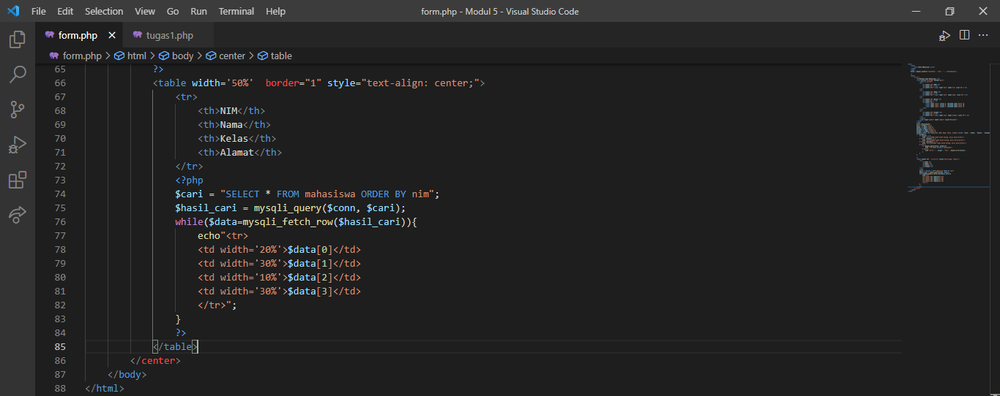 File Edit Selection View Go Run Terminal Help form.php - Modul 5 - Visual Studio Code
form.php tugas1.php
form.php > html > body > center > table
65 ?>
66 <table width='50%'  border="1" style="text-align: center;">
67 <tr>
68 <th>NIM</th>
69 <th>Nama</th>
70 <th>Kelas</th>
71 <th>Alamat</th>
72 </tr>
73 <?php
74 $cari = "SELECT * FROM mahasiswa ORDER BY nim";
75 $hasil_cari = mysqli_query($conn, $cari);
76 while($data=mysqli_fetch_row($hasil_cari)){
77 echo"<tr>
78 <td width='20%'>$data[0]</td>
79 <td width='30%'>$data[1]</td>
80 <td width='10%'>$data[2]</td>
81 <td width='30%'>$data[3]</td>
82 </tr>";
83 }
84 ?>
85 </table>
86 </center>
87 </body>
88 </html>